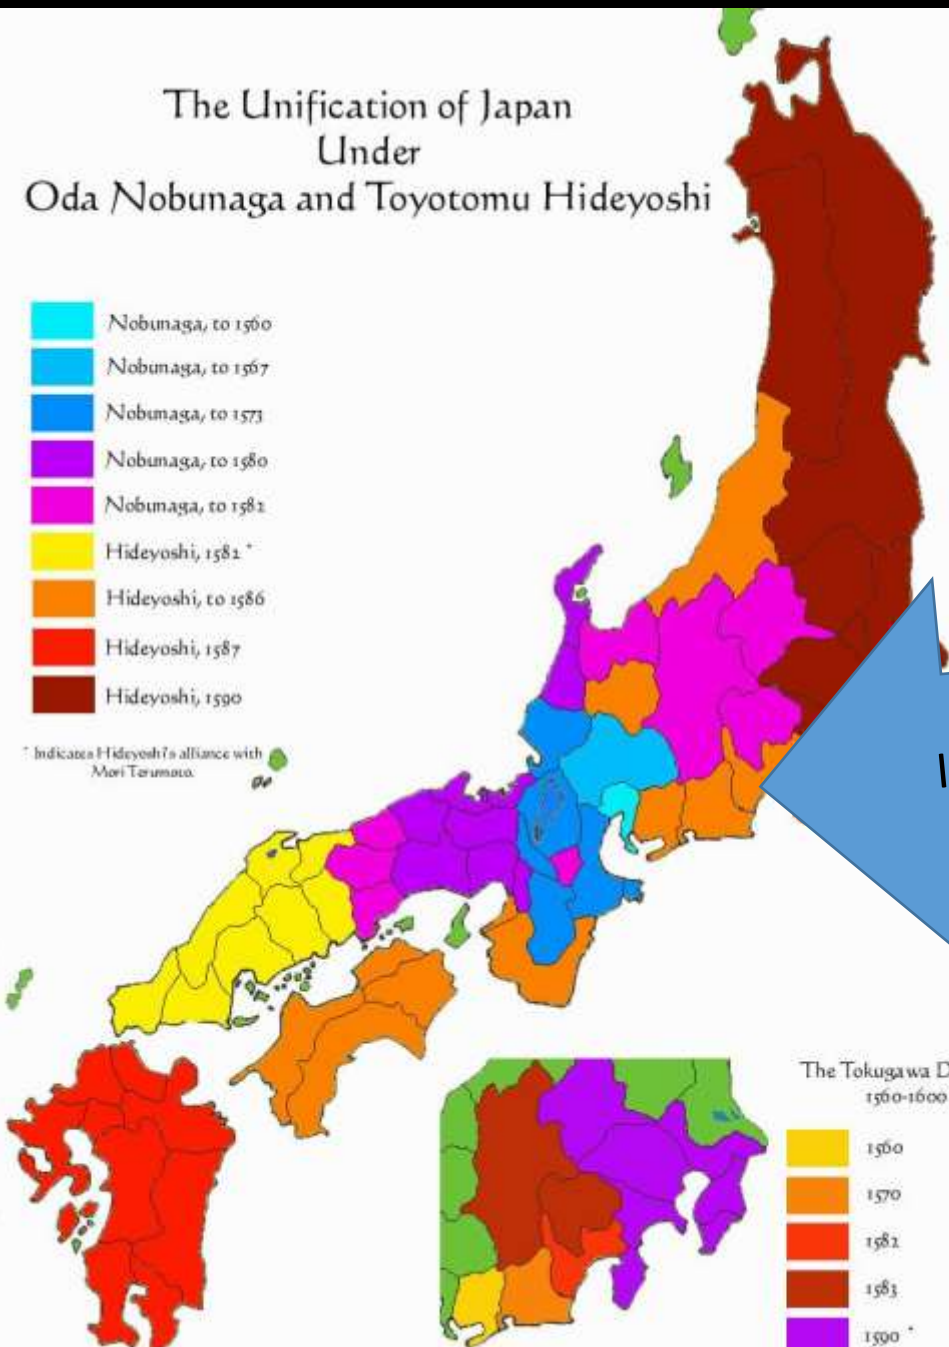 The Unification of Japan
Under
Oda Nobunaga and Toyotomu Hideyoshi
Nobunaga, to 1560
Nobunaga, to 1567
Nobunaga, to 1573
Nobunaga, to 1580
Nobunaga, to 1582
Hideyoshi, 1582 *
Hideyoshi, to 1586
Hideyoshi, 1587
Hideyoshi, 1590
* Indicates Hideyoshi's alliance with
Mori Terumoto.
The Tokugawa D
1560-1600
1560
1570
1582
1583
1590 *